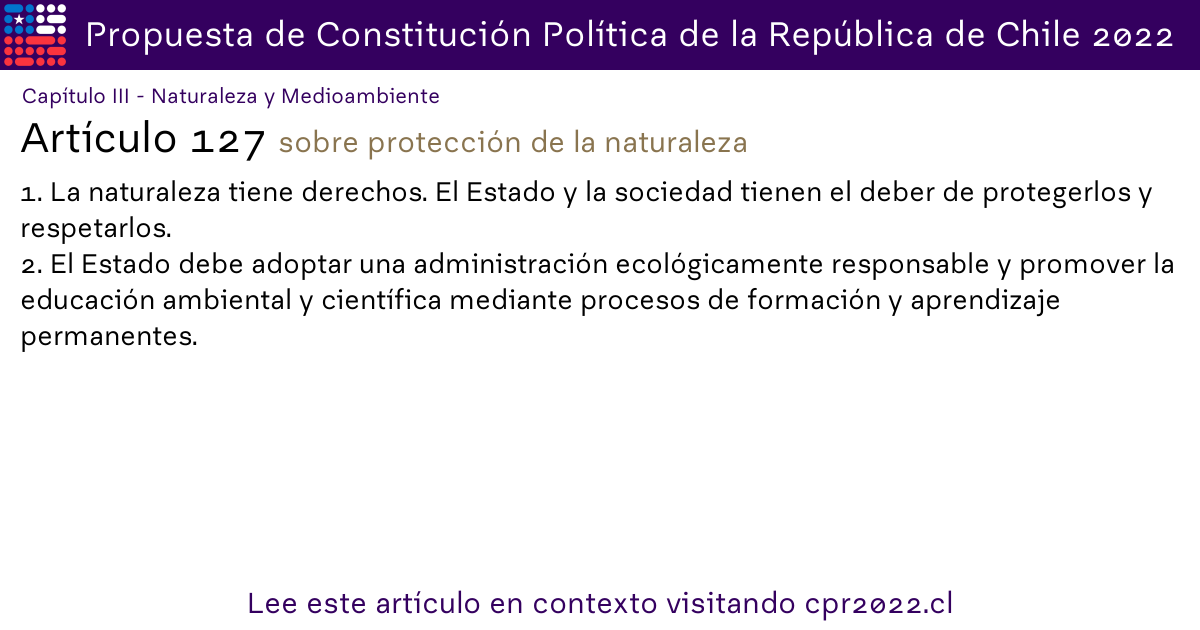 Propuesta de Constitución Política de la República de Chile 2022
Capítulo III - Naturaleza y Medioambiente
Artículo 127 sobre protección de la naturaleza
1. La naturaleza tiene derechos. El Estado y la sociedad tienen el deber de protegerlos y
respetarlos.
2. El Estado debe adoptar una administración ecológicamente responsable y promover la
educación ambiental y científica mediante procesos de formación y aprendizaje
permanentes.
Lee este artículo en contexto visitando cpr2022.cl